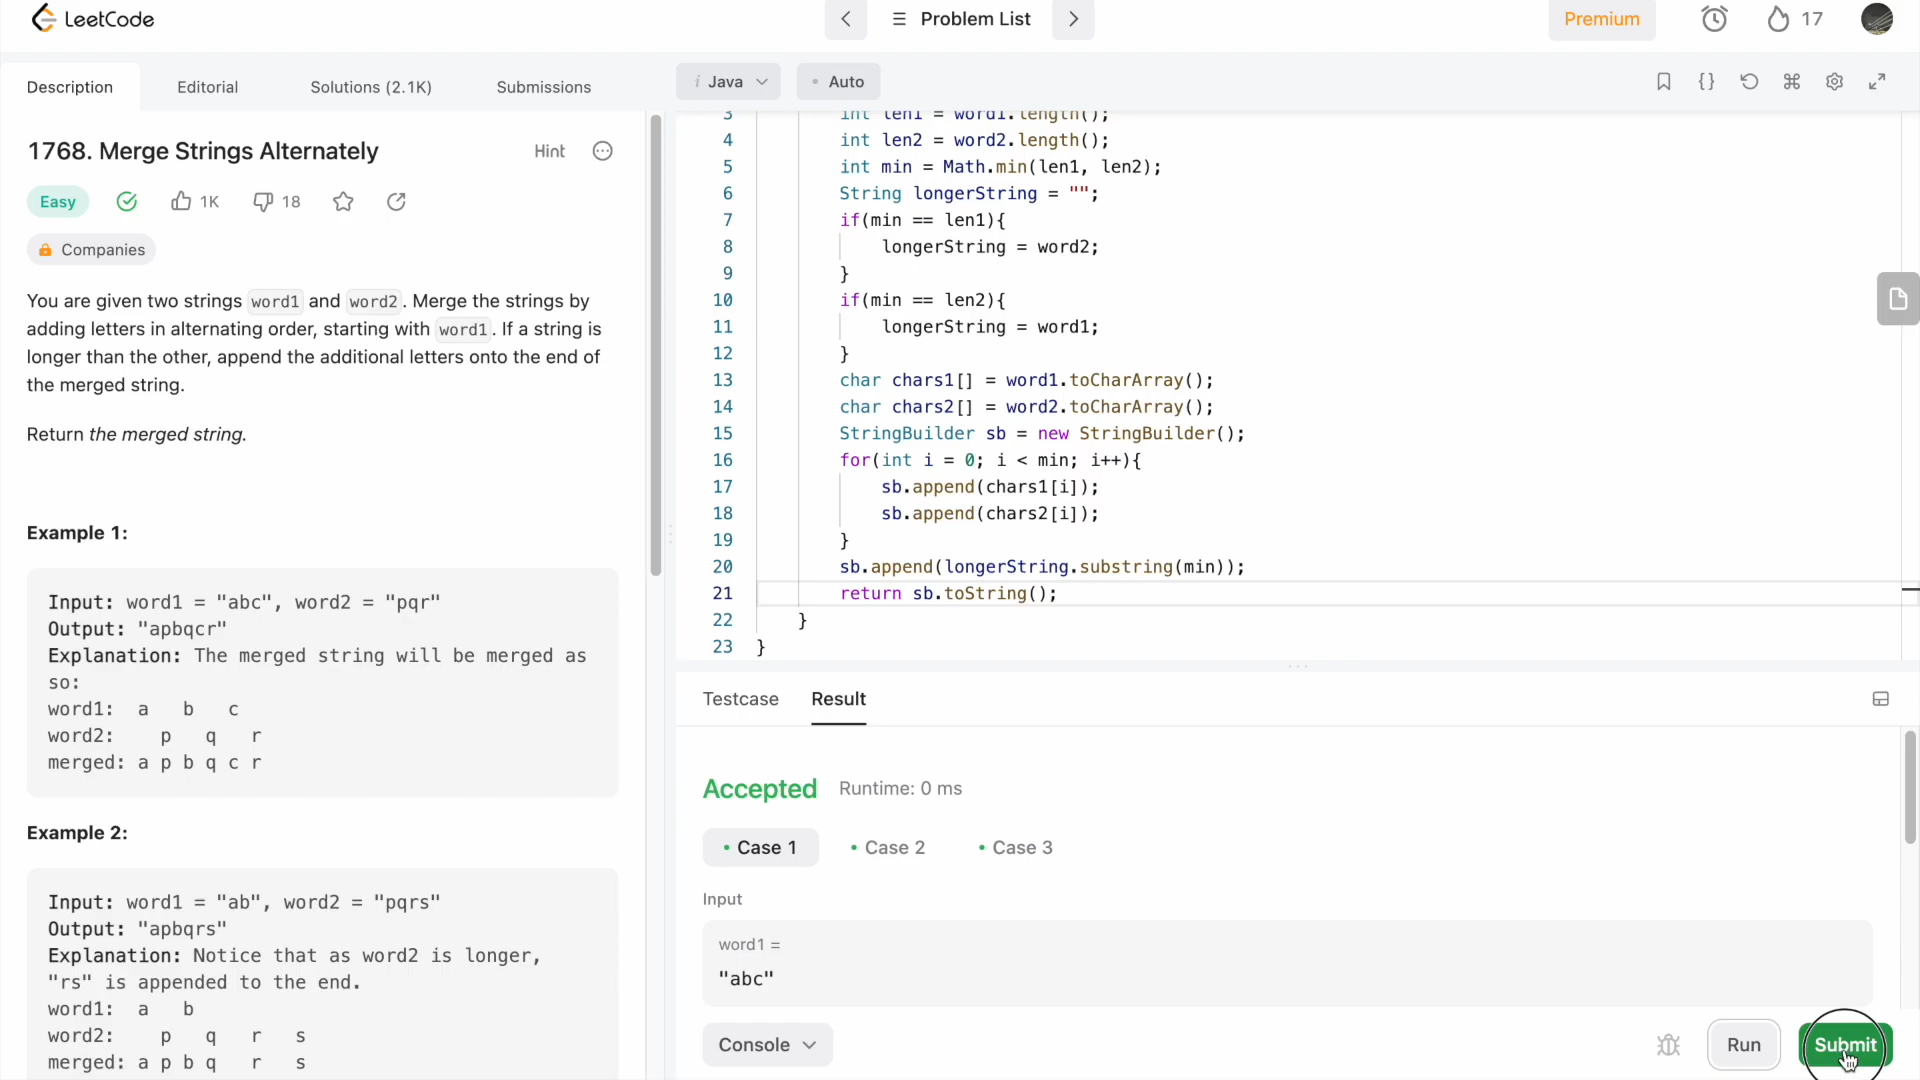 LeetCode
Problem List
Premium
17
Description
Editorial
Solutions (2.1K)
Submissions
i Java
• Auto
1768. Merge Strings Alternately
Hint
Easy
1K
18
Companies
You are given two strings word1 and word2. Merge the strings by
adding letters in alternating order, starting with word1. If a string is
longer than the other, append the additional letters onto the end of
the merged string.
Return the merged string.
Example 1:
Input: word1 = "abc", word2 = "pqr"
Output: "apbqcr"
Explanation: The merged string will be merged as
so:
word1:  a   b   c
word2:    p   q   r
merged: a p b q c r
Example 2:
Input: word1 = "ab", word2 = "pqrs"
Output: "apbqrs"
Explanation: Notice that as word2 is longer,
"rs" is appended to the end.
word1:  a   b
word2:    p   q   r   s
merged: a p b q   r   s
3 int len1 = word1.length();
4 int len2 = word2.length();
5 int min = Math.min(len1, len2);
6 String longerString = "";
7 if(min == len1){
8 longerString = word2;
9 }
10 if(min == len2){
11 longerString = word1;
12 }
13 char chars1[] = word1.toCharArray();
14 char chars2[] = word2.toCharArray();
15 StringBuilder sb = new StringBuilder();
16 for(int i = 0; i < min; i++){
17 sb.append(chars1[i]);
18 sb.append(chars2[i]);
19 }
20 sb.append(longerString.substring(min));
21 return sb.toString();
22 }
23 }
Testcase
Result
Accepted
Runtime: 0 ms
• Case 1
• Case 2
• Case 3
Input
word1 =
"abc"
Console
Run
Submit